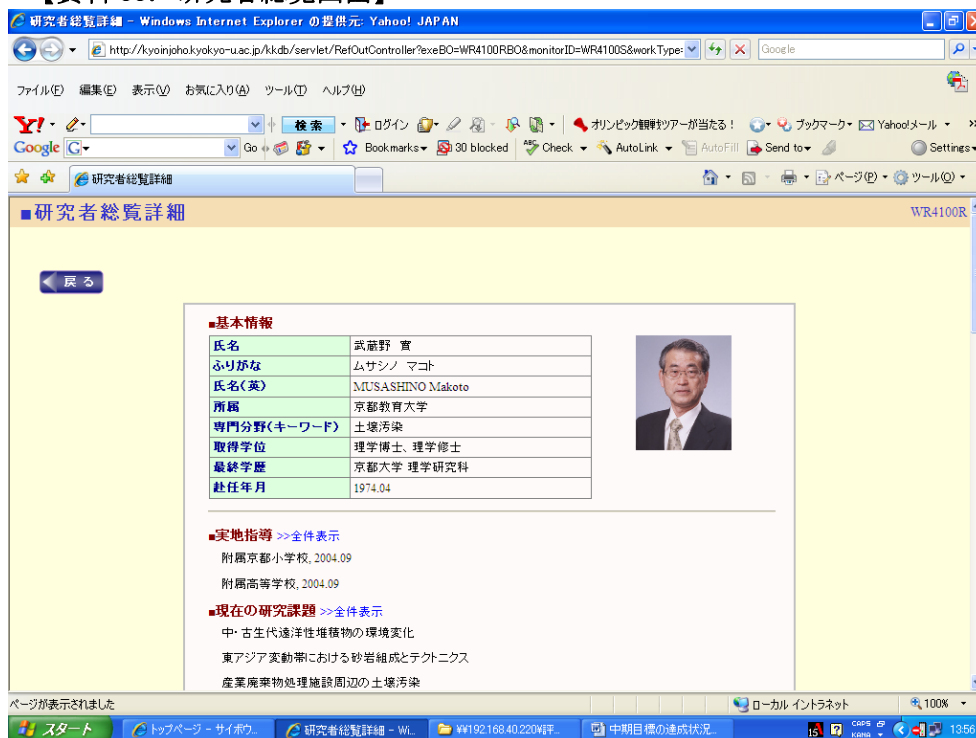 研究者総覧詳細 - Windows Internet Explorer の提供元: Yahoo! JAPAN
http://kyoinjoho.kyokyo-u.ac.jp/kkdb/servlet/RefOutController?exeBO=WR4100RBO&monitorID=WR4100S&workType=
Google
ファイル(F) 編集(E) 表示(V) お気に入り(A) ツール(T) ヘルプ(H)
Y! 検索 ログイン オリンピック観戦ツアーが当たる! ブックマーク Yahoo!メール
Google G Go Bookmarks 30 blocked Check AutoLink AutoFill Send to Settings
研究者総覧詳細 ページ(P) ツール(O)
■研究者総覧詳細 WR4100R
戻る
■基本情報
氏名 武蔵野 實
ふりがな ムサシノ マコト
氏名(英) MUSASHINO Makoto
所属 京都教育大学
専門分野(キーワード) 土壌汚染
取得学位 理学博士、理学修士
最終学歴 京都大学 理学研究科
赴任年月 1974.04
■実地指導 >>全件表示
附属京都小学校, 2004.09
附属高等学校, 2004.09
■現在の研究課題 >>全件表示
中・古生代遠洋性堆積物の環境変化
東アジア変動帯における砂岩組成とテクトニクス
産業廃棄物処理施設周辺の土壌汚染
ページが表示されました ローカル イントラネット 100%
スタート トップページ - サイボウ... 研究者総覧詳細 - Wi... ¥¥192.168.40.220¥評... 中期目標の達成状況... CAPS KANA 13:56